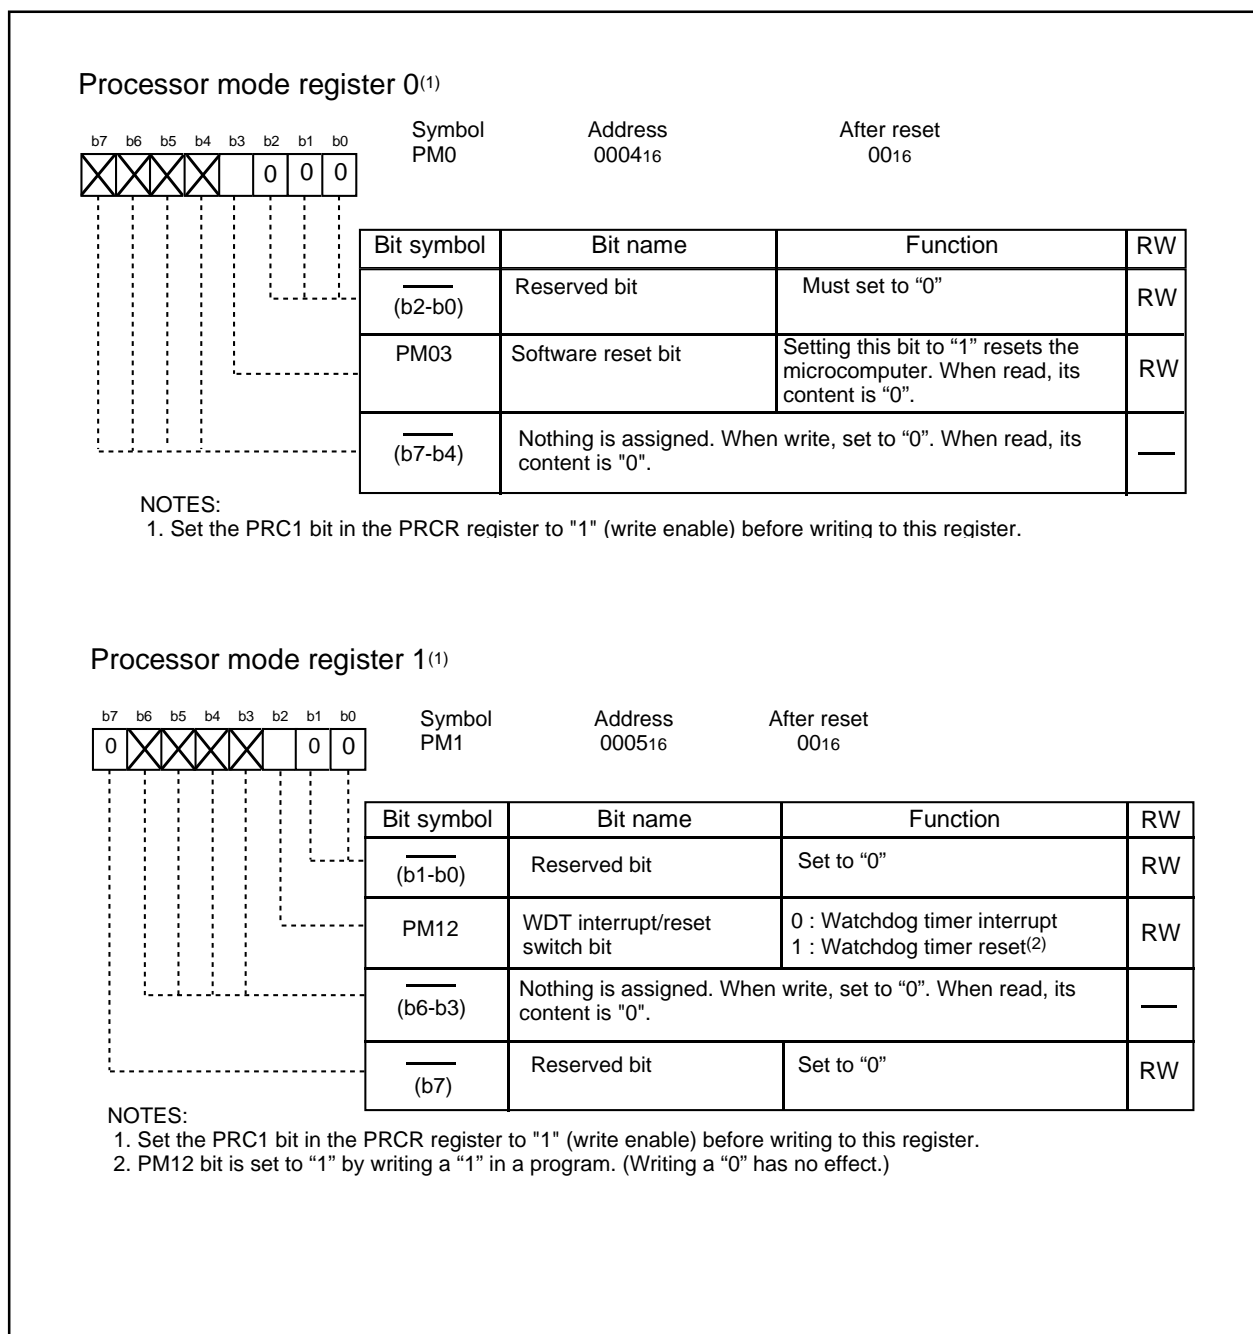 Processor mode register 0(1)
b7 b6 b5 b4 b3 b2 b1 b0
Symbol Address After reset
PM0 000416 0016
0 0 0
Bit symbol Bit name Function RW
(b2-b0) Reserved bit Must set to “0” RW
PM03 Software reset bit Setting this bit to “1” resets the
microcomputer. When read, its
content is “0”.
RW
(b7-b4) Nothing is assigned. When write, set to “0”. When read, its
content is "0".
NOTES:
1. Set the PRC1 bit in the PRCR register to "1" (write enable) before writing to this register.
Processor mode register 1(1)
b7 b6 b5 b4 b3 b2 b1 b0
Symbol Address After reset
PM1 000516 0016
0 0 0
Bit symbol Bit name Function RW
(b1-b0) Reserved bit Set to “0” RW
PM12 WDT interrupt/reset
switch bit
0 : Watchdog timer interrupt
1 : Watchdog timer reset(2)
RW
(b6-b3) Nothing is assigned. When write, set to “0”. When read, its
content is "0".
(b7) Reserved bit Set to “0” RW
NOTES:
1. Set the PRC1 bit in the PRCR register to "1" (write enable) before writing to this register.
2. PM12 bit is set to “1” by writing a “1” in a program. (Writing a “0” has no effect.)